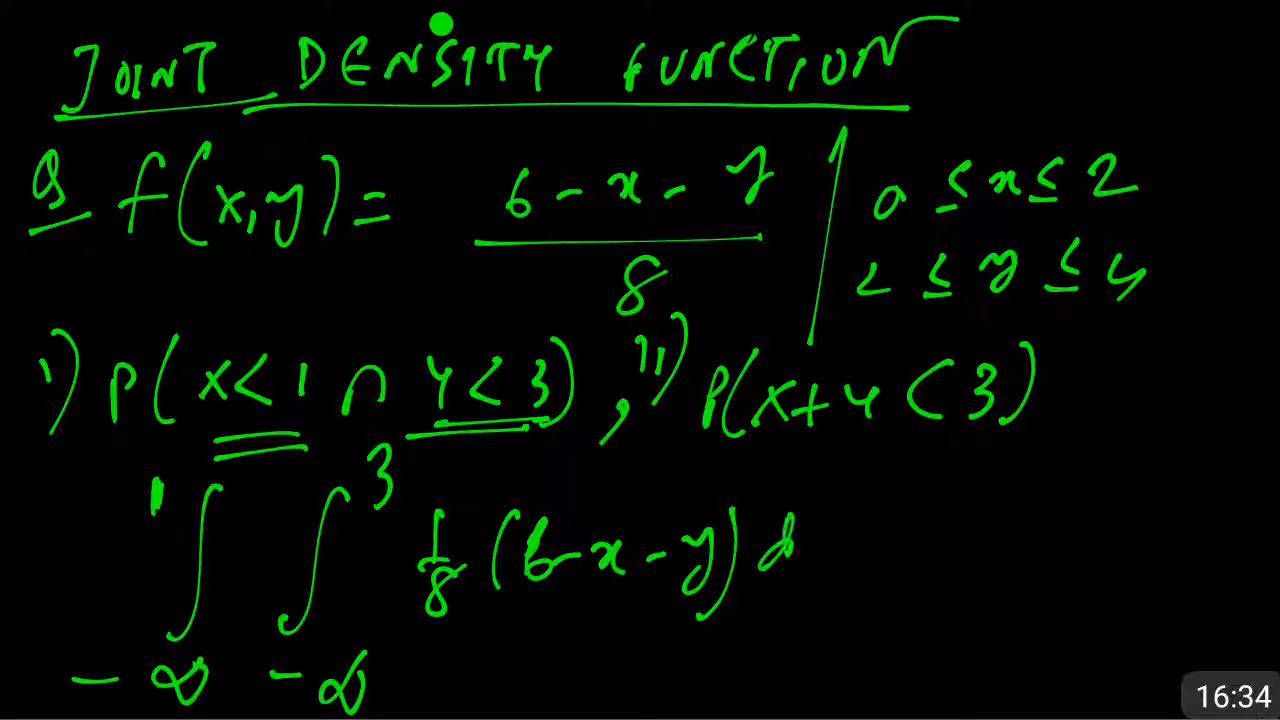 JOINT DENSITY FUNCTION
Q f(x,y) = 6-x-y / 8 | 0 ≤ x ≤ 2
2 ≤ y ≤ 4
i) P(x<1 ∩ Y<3), ii) P(X+Y<3)
∫_{-∞}^{1} ∫_{-∞}^{3} 1/8 (6-x-y) d
16:34